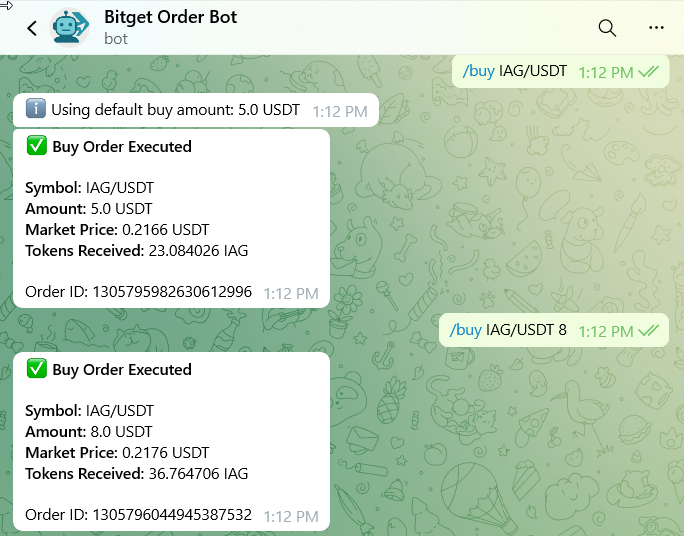 Bitget Order Bot
bot
/buy IAG/USDT 1:12 PM
Using default buy amount: 5.0 USDT 1:12 PM
Buy Order Executed
Symbol: IAG/USDT
Amount: 5.0 USDT
Market Price: 0.2166 USDT
Tokens Received: 23.084026 IAG
Order ID: 1305795982630612996 1:12 PM
/buy IAG/USDT 8 1:12 PM
Buy Order Executed
Symbol: IAG/USDT
Amount: 8.0 USDT
Market Price: 0.2176 USDT
Tokens Received: 36.764706 IAG
Order ID: 1305796044945387532 1:12 PM